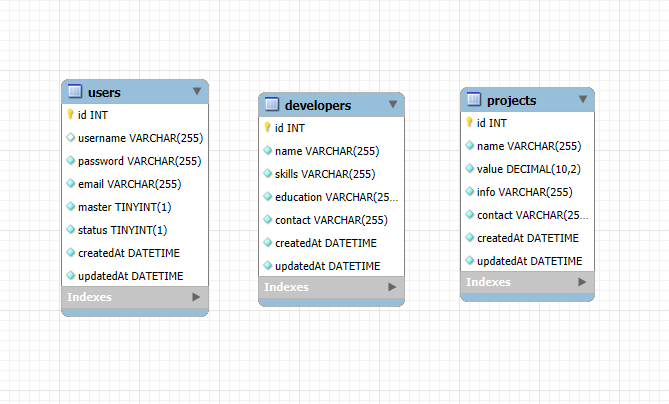 users
id INT
username VARCHAR(255)
password VARCHAR(255)
email VARCHAR(255)
master TINYINT(1)
status TINYINT(1)
createdAt DATETIME
updatedAt DATETIME
Indexes
developers
id INT
name VARCHAR(255)
skills VARCHAR(255)
education VARCHAR(25...
contact VARCHAR(255)
createdAt DATETIME
updatedAt DATETIME
Indexes
projects
id INT
name VARCHAR(255)
value DECIMAL(10,2)
info VARCHAR(255)
contact VARCHAR(25...
createdAt DATETIME
updatedAt DATETIME
Indexes